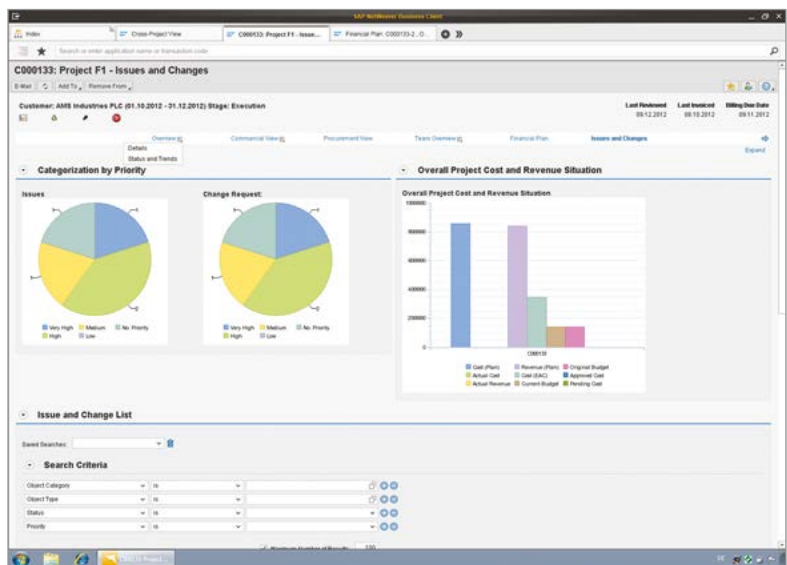 SAP NetWeaver Business Client
Index
Cross-Project View
C000133: Project F1 - Issue...
Financial Plan: C000133-2 , O...
Search or enter application name or transaction code
C000133: Project F1 - Issues and Changes
E-Mail
Add To
Remove From
Customer: AMS Industries PLC (01.10.2012 - 31.12.2012) Stage: Execution
Last Reviewed
Last Invoiced
Billing Due Date
09.12.2012
08.10.2012
09.11.2012
Overview
Commercial View
Procurement View
Team Overview
Financial Plan
Issues and Changes
Details
Status and Trends
Expand
Categorization by Priority
Overall Project Cost and Revenue Situation
Issues
Change Request:
Overall Project Cost and Revenue Situation
1000000
800000
600000
400000
200000
0
C000133
Very High
Medium
No Priority
High
Low
Very High
Medium
No Priority
High
Low
Cost (Plan)
Revenue (Plan)
Original Budget
Actual Cost
Cost (EAC)
Approved Cost
Actual Revenue
Current Budget
Pending Cost
Issue and Change List
Saved Searches:
Search Criteria
Object Category
is
Object Type
is
Status
is
Priority
is
Maximum Number of Results:
100